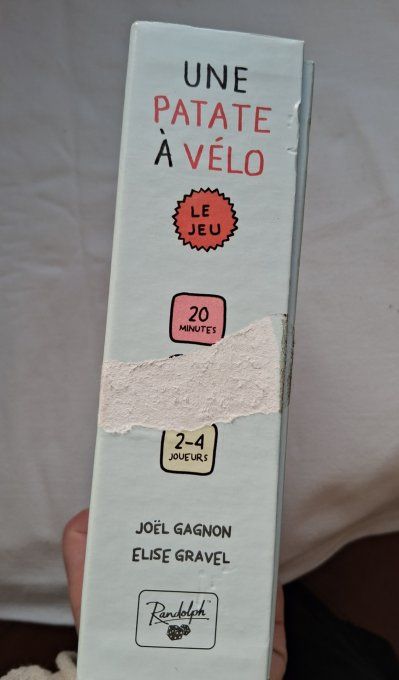 UNE
PATATE
À VÉLO
LE
JEU
20
MINUTES
2-4
JOUEURS
JOËL GAGNON
ELISE GRAVEL
Randolph